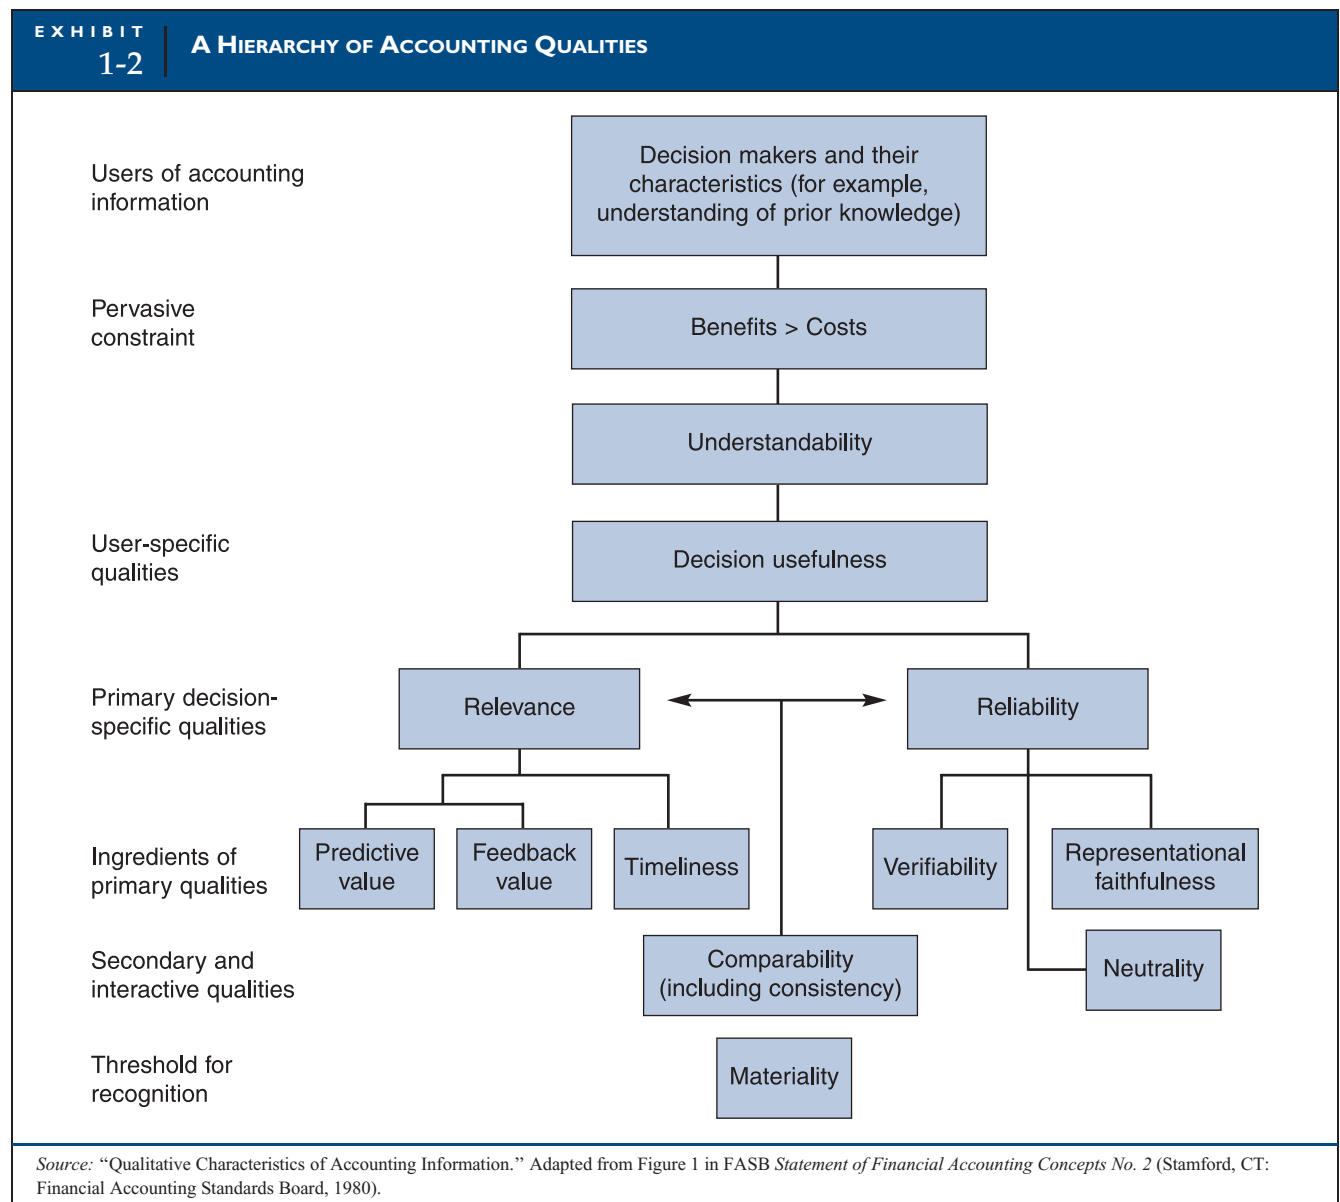 EXHIBIT
1-2
A HIERARCHY OF ACCOUNTING QUALITIES
Users of accounting
information
Decision makers and their
characteristics (for example,
understanding of prior knowledge)
Pervasive
constraint
Benefits > Costs
Understandability
User-specific
qualities
Decision usefulness
Primary decision-
specific qualities
Relevance
Reliability
Ingredients of
primary qualities
Predictive
value
Feedback
value
Timeliness
Verifiability
Representational
faithfulness
Secondary and
interactive qualities
Comparability
(including consistency)
Neutrality
Threshold for
recognition
Materiality
Source: “Qualitative Characteristics of Accounting Information.” Adapted from Figure 1 in FASB Statement of Financial Accounting Concepts No. 2 (Stamford, CT:
Financial Accounting Standards Board, 1980).